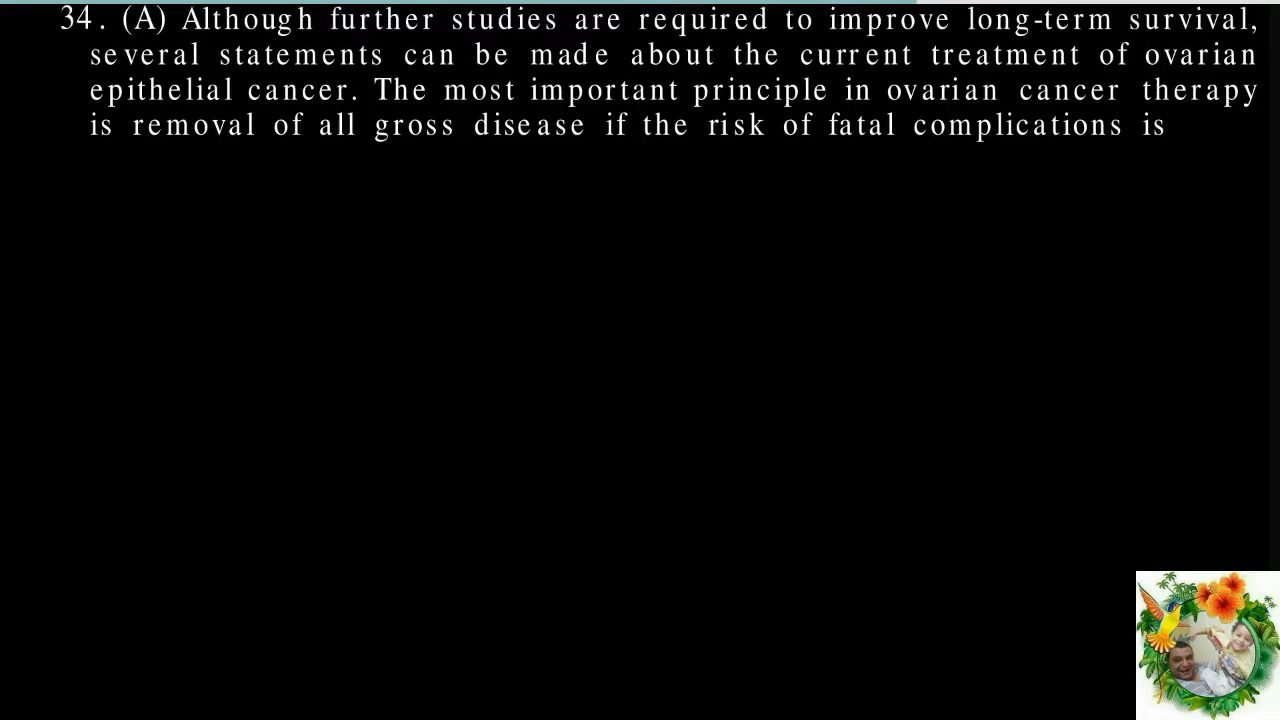 34. (A) Although further studies are required to improve long-term survival,
several statements can be made about the current treatment of ovarian
epithelial cancer. The most important principle in ovarian cancer therapy
is removal of all gross disease if the risk of fatal complications is